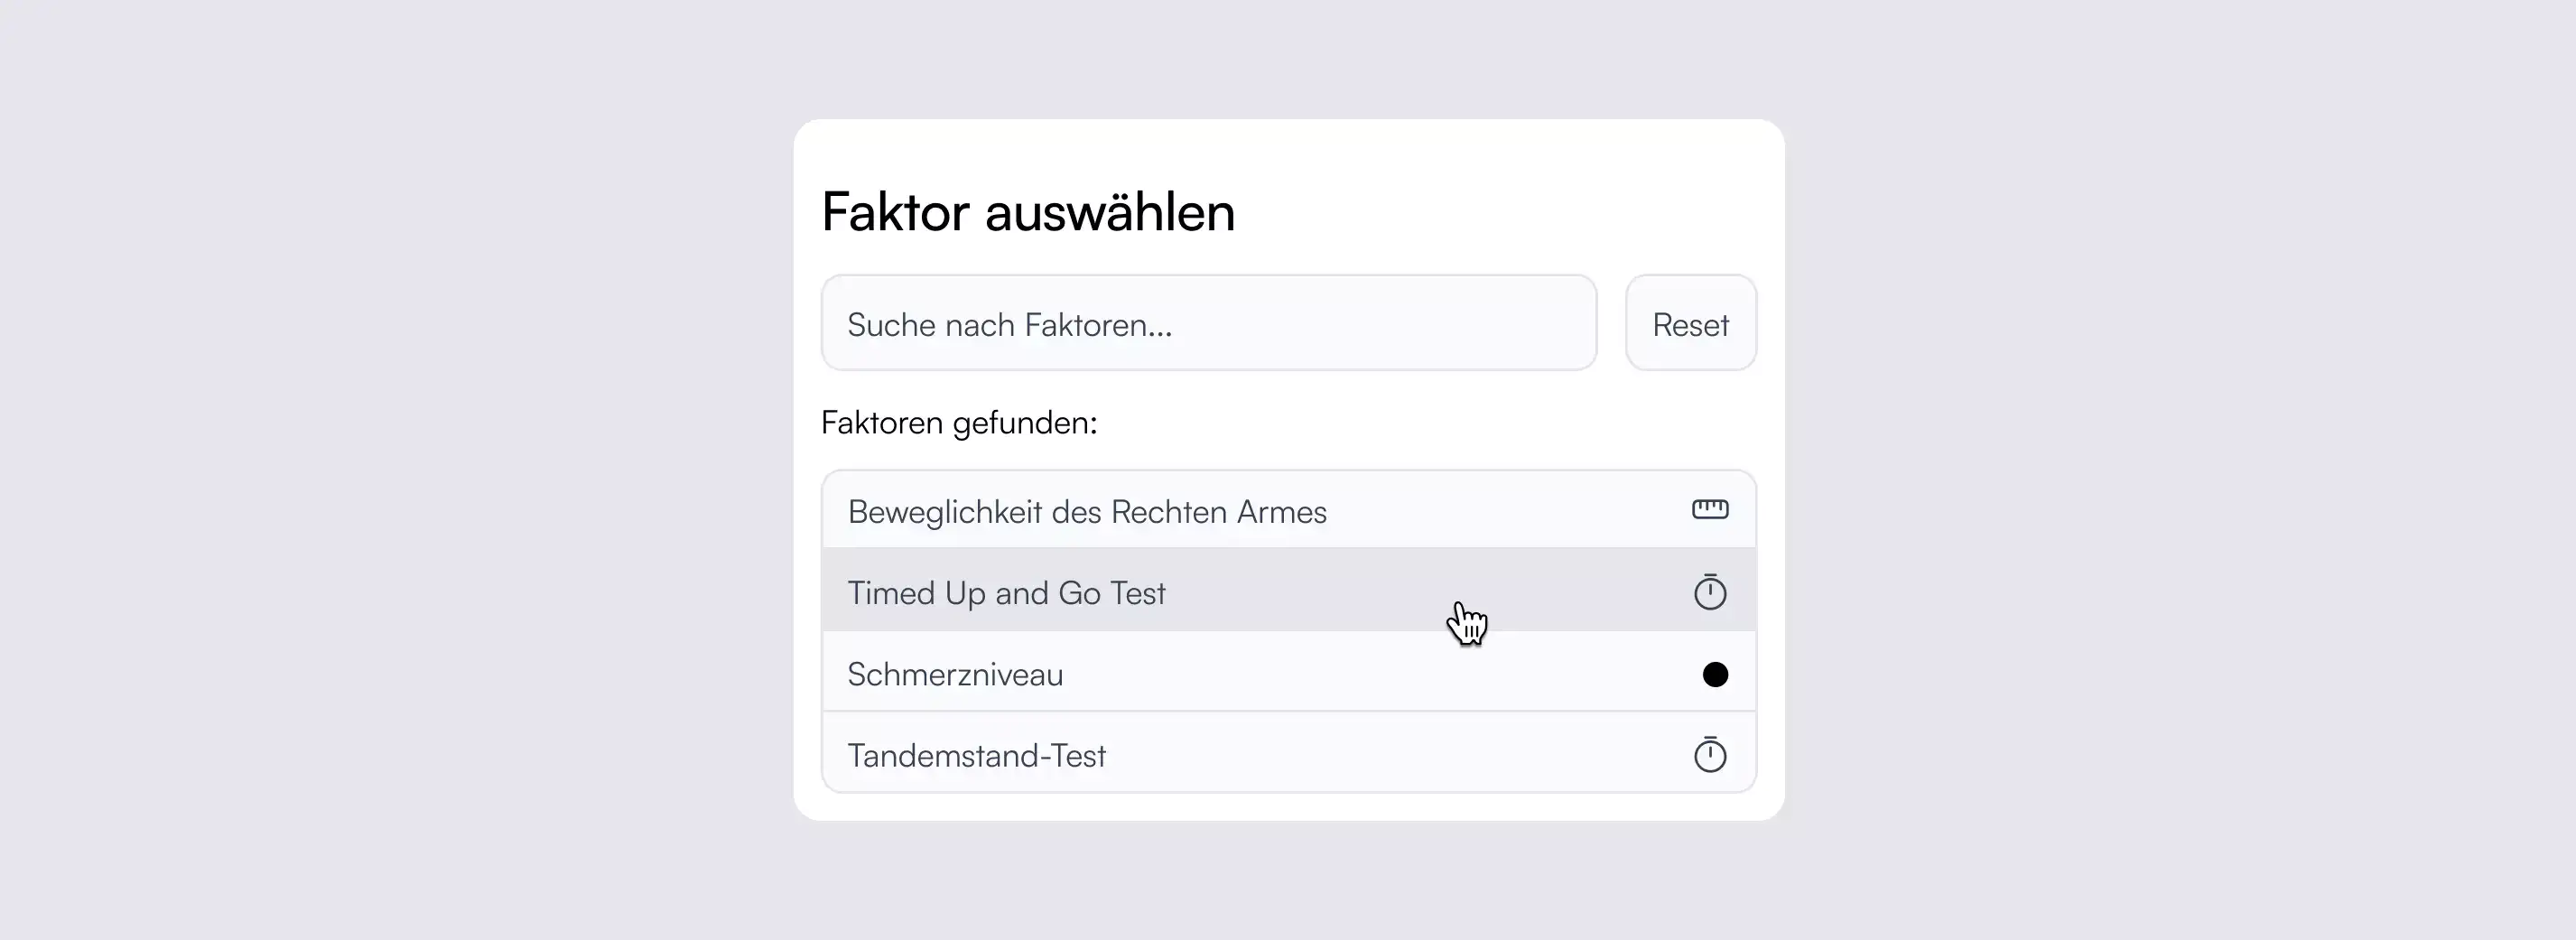 Faktor auswählen
Suche nach Faktoren...
Reset
Faktoren gefunden:
Beweglichkeit des Rechten Armes
Timed Up and Go Test
Schmerzniveau
Tandemstand-Test